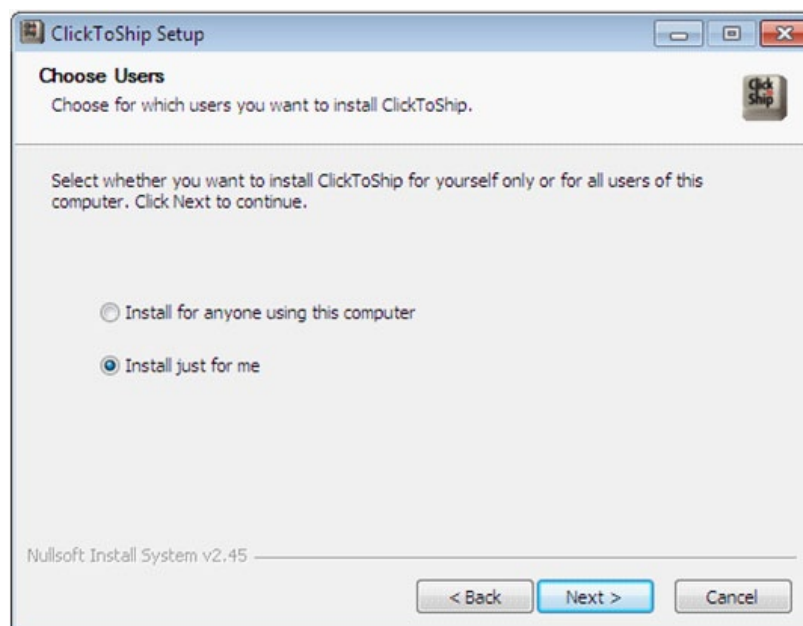 ClickToShip Setup
Choose Users
Choose for which users you want to install ClickToShip.
Click
Ship
Select whether you want to install ClickToShip for yourself only or for all users of this
computer. Click Next to continue.
Install for anyone using this computer
Install just for me
Nullsoft Install System v2.45
< Back
Next >
Cancel